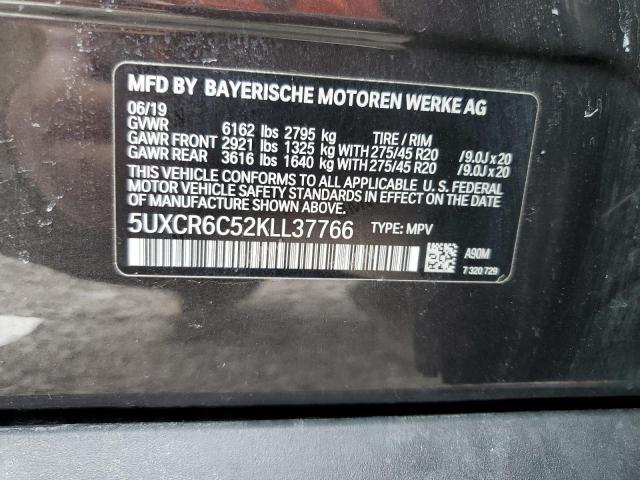 MFD BY BAYERISCHE MOTOREN WERKE AG
06/19
GVWR 6162 lbs 2795 kg TIRE / RIM
GAWR FRONT 2921 lbs 1325 kg WITH 275/45 R20 /9.0J x 20
GAWR REAR 3616 lbs 1640 kg WITH 275/45 R20 /9.0J x 20
THIS VEHICLE CONFORMS TO ALL APPLICABLE U. S. FEDERAL
MOTOR VEHICLE SAFETY STANDARDS IN EFFECT ON THE DATE
OF MANUFACTURE SHOWN ABOVE.
5UXCR6C52KLL37766 TYPE: MPV
A90M
7 320 729